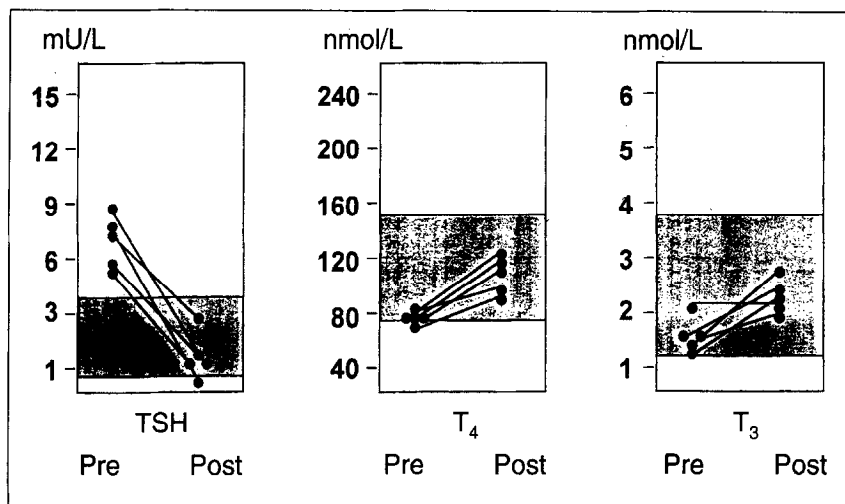 mU/L
15
12
9
6
3
1
TSH
Pre Post
nmol/L
240
200
160
120
80
40
T₄
Pre Post
nmol/L
6
5
4
3
2
1
T₃
Pre Post